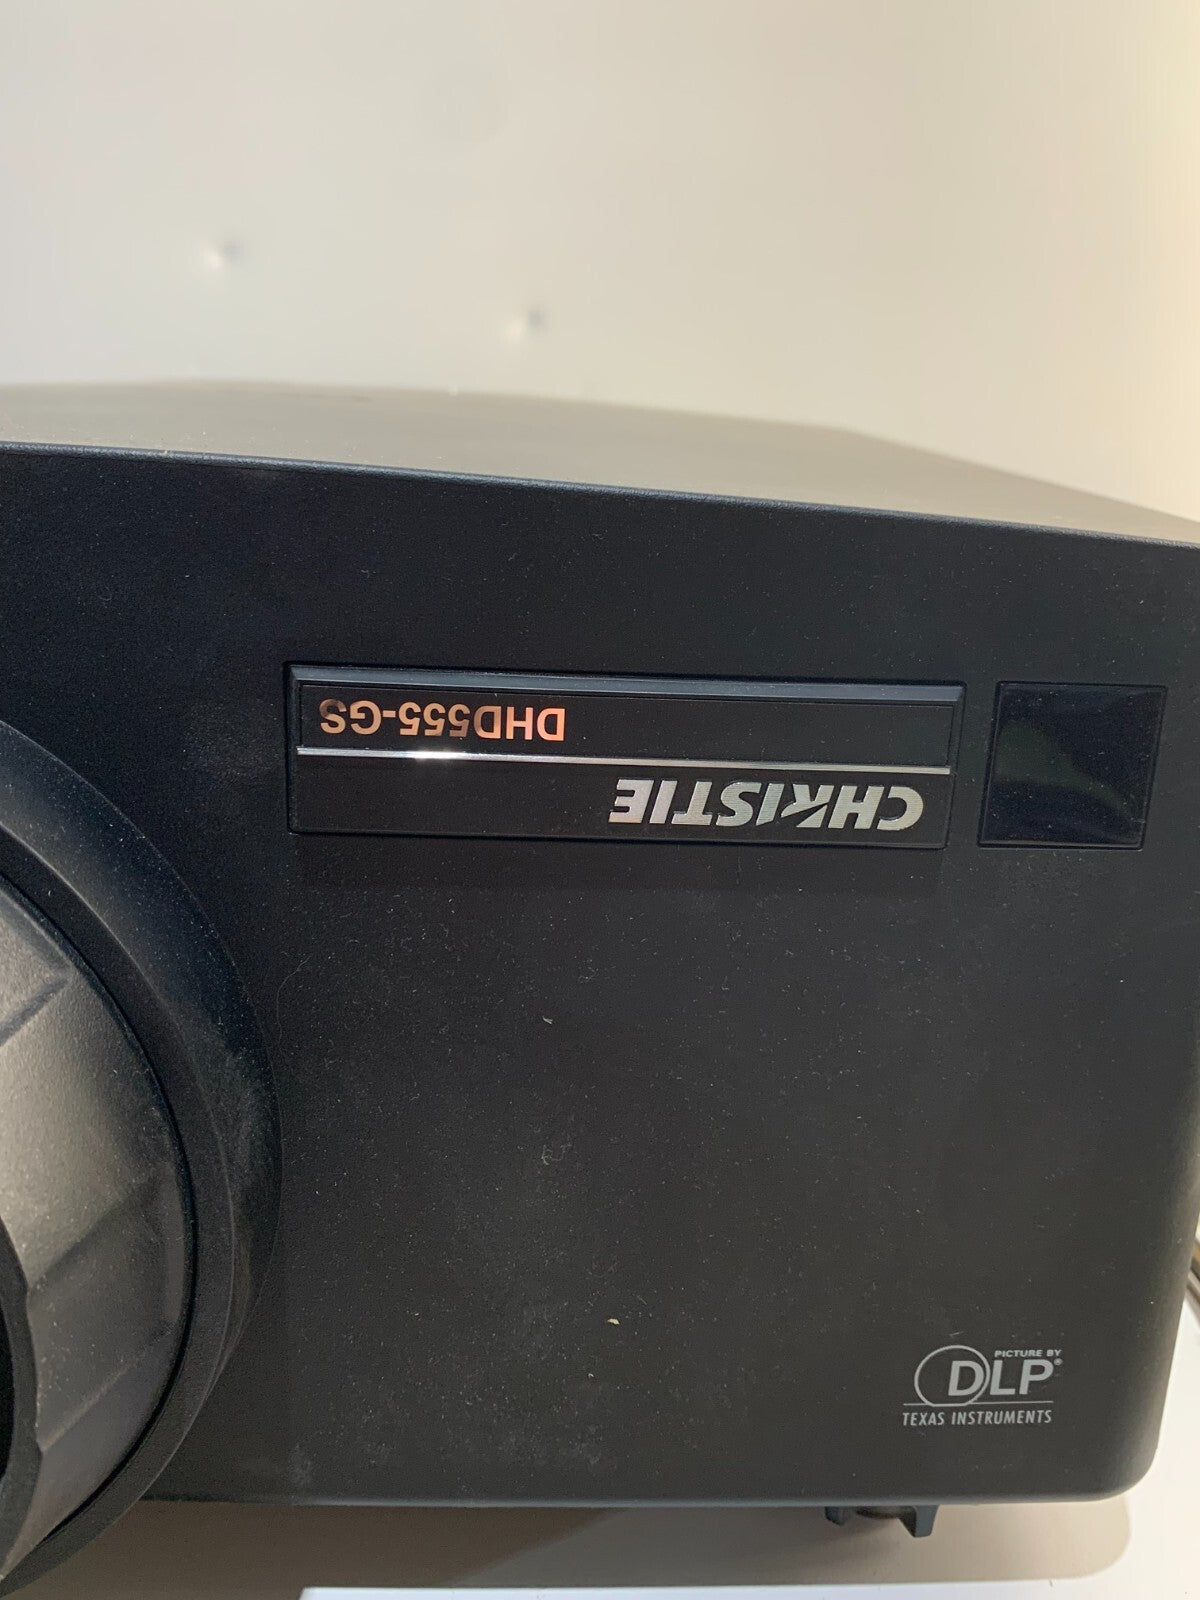 DHD555-GS
CHRISTIE
PICTURE BY
DLP®
TEXAS INSTRUMENTS